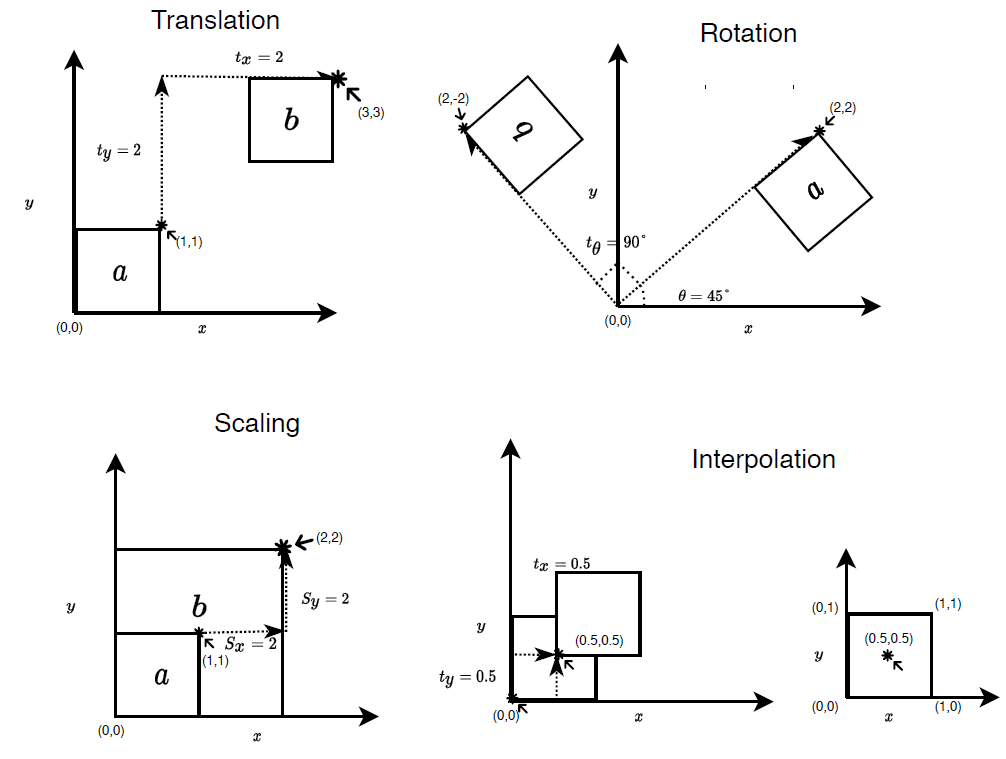 Translation
t_x = 2
(3,3)
b
t_y = 2
y
(1,1)
a
(0,0)
x
Rotation
(2,-2)
(2,2)
b
a
y
t_θ = 90°
θ = 45°
(0,0)
x
Scaling
(2,2)
y
b
S_y = 2
S_x = 2
(1,1)
a
(0,0)
x
Interpolation
t_x = 0.5
y
(0.5,0.5)
t_y = 0.5
(0,0)
x
(0,1)
(1,1)
(0.5,0.5)
y
(0,0)
(1,0)
x